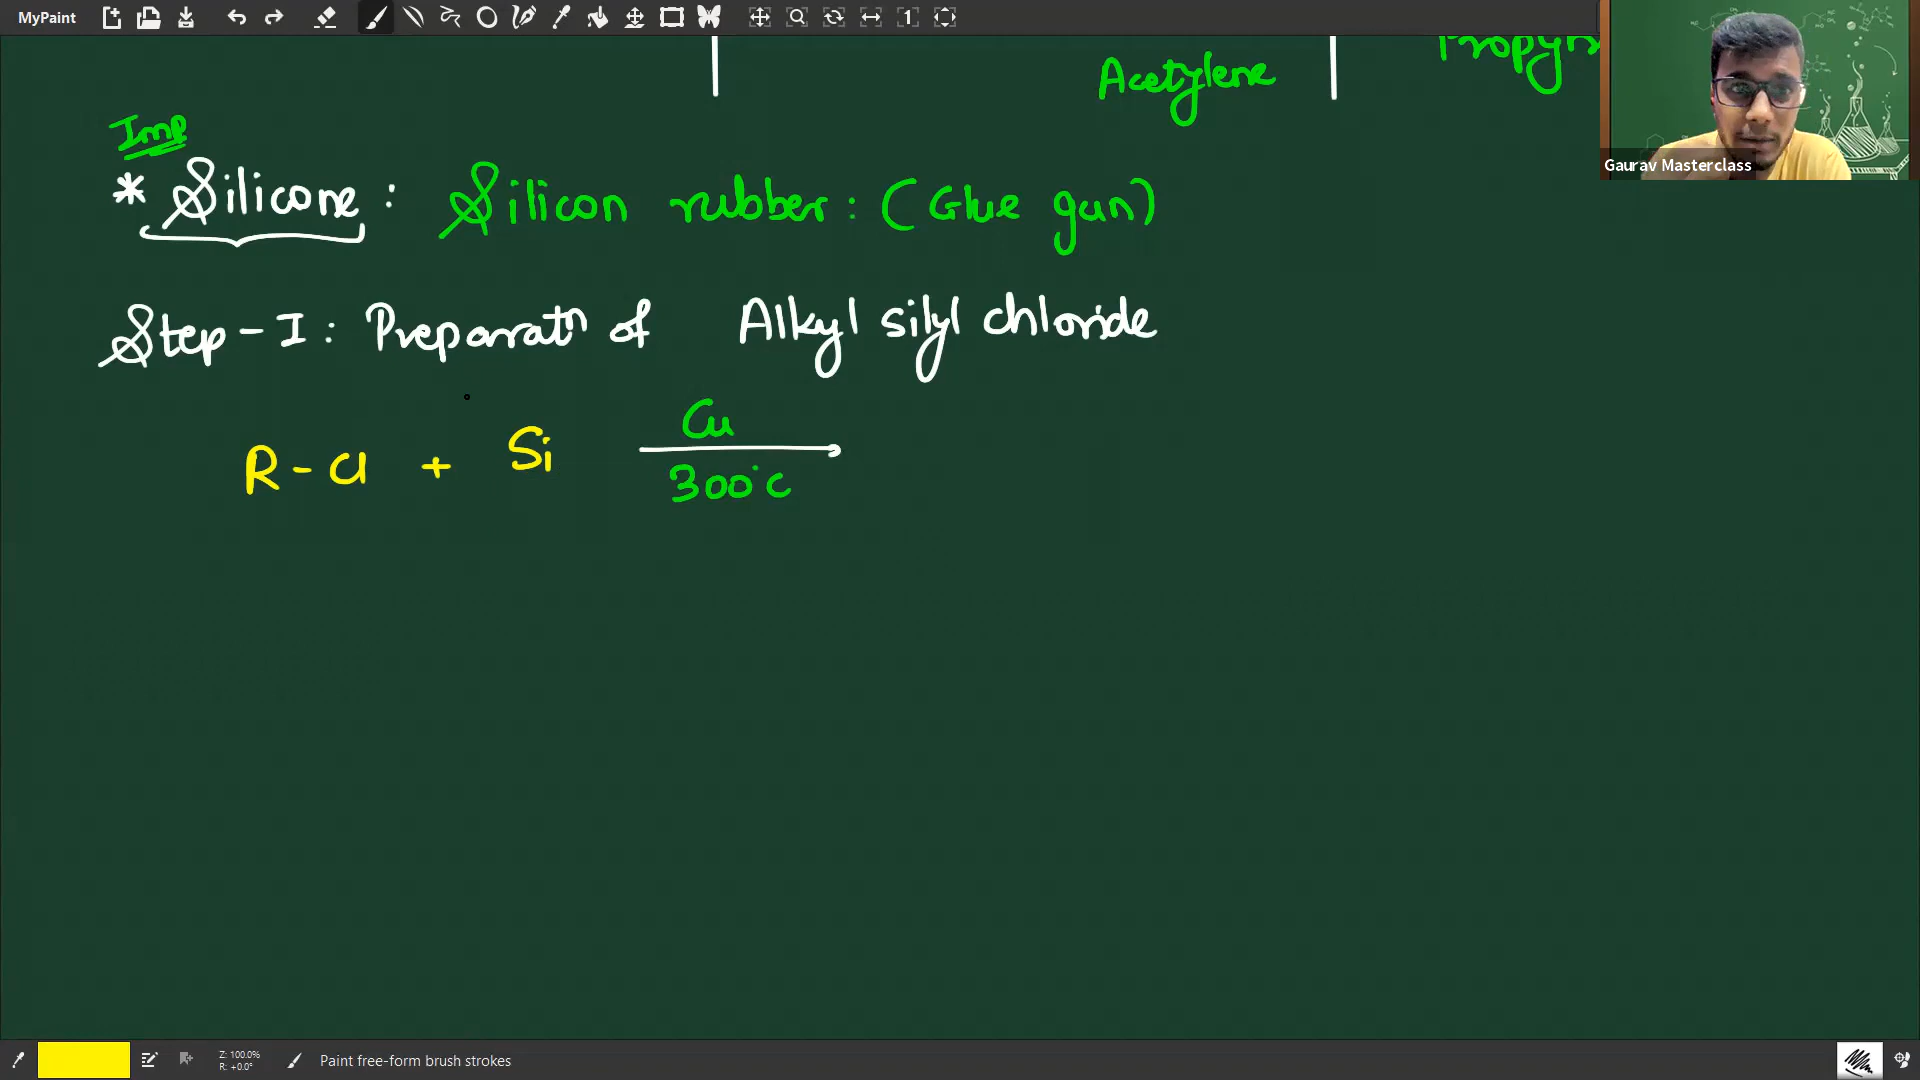 MyPaint
Acetylene
Gaurav Masterclass
Imp
* Silicone : Silicon rubber : (Glue gun)
Step-I : Preparatn of Alkyl silyl chloride
Cu
R - Cl + Si
300°C
Z: 100.0%
R: +0.0°
Paint free-form brush strokes